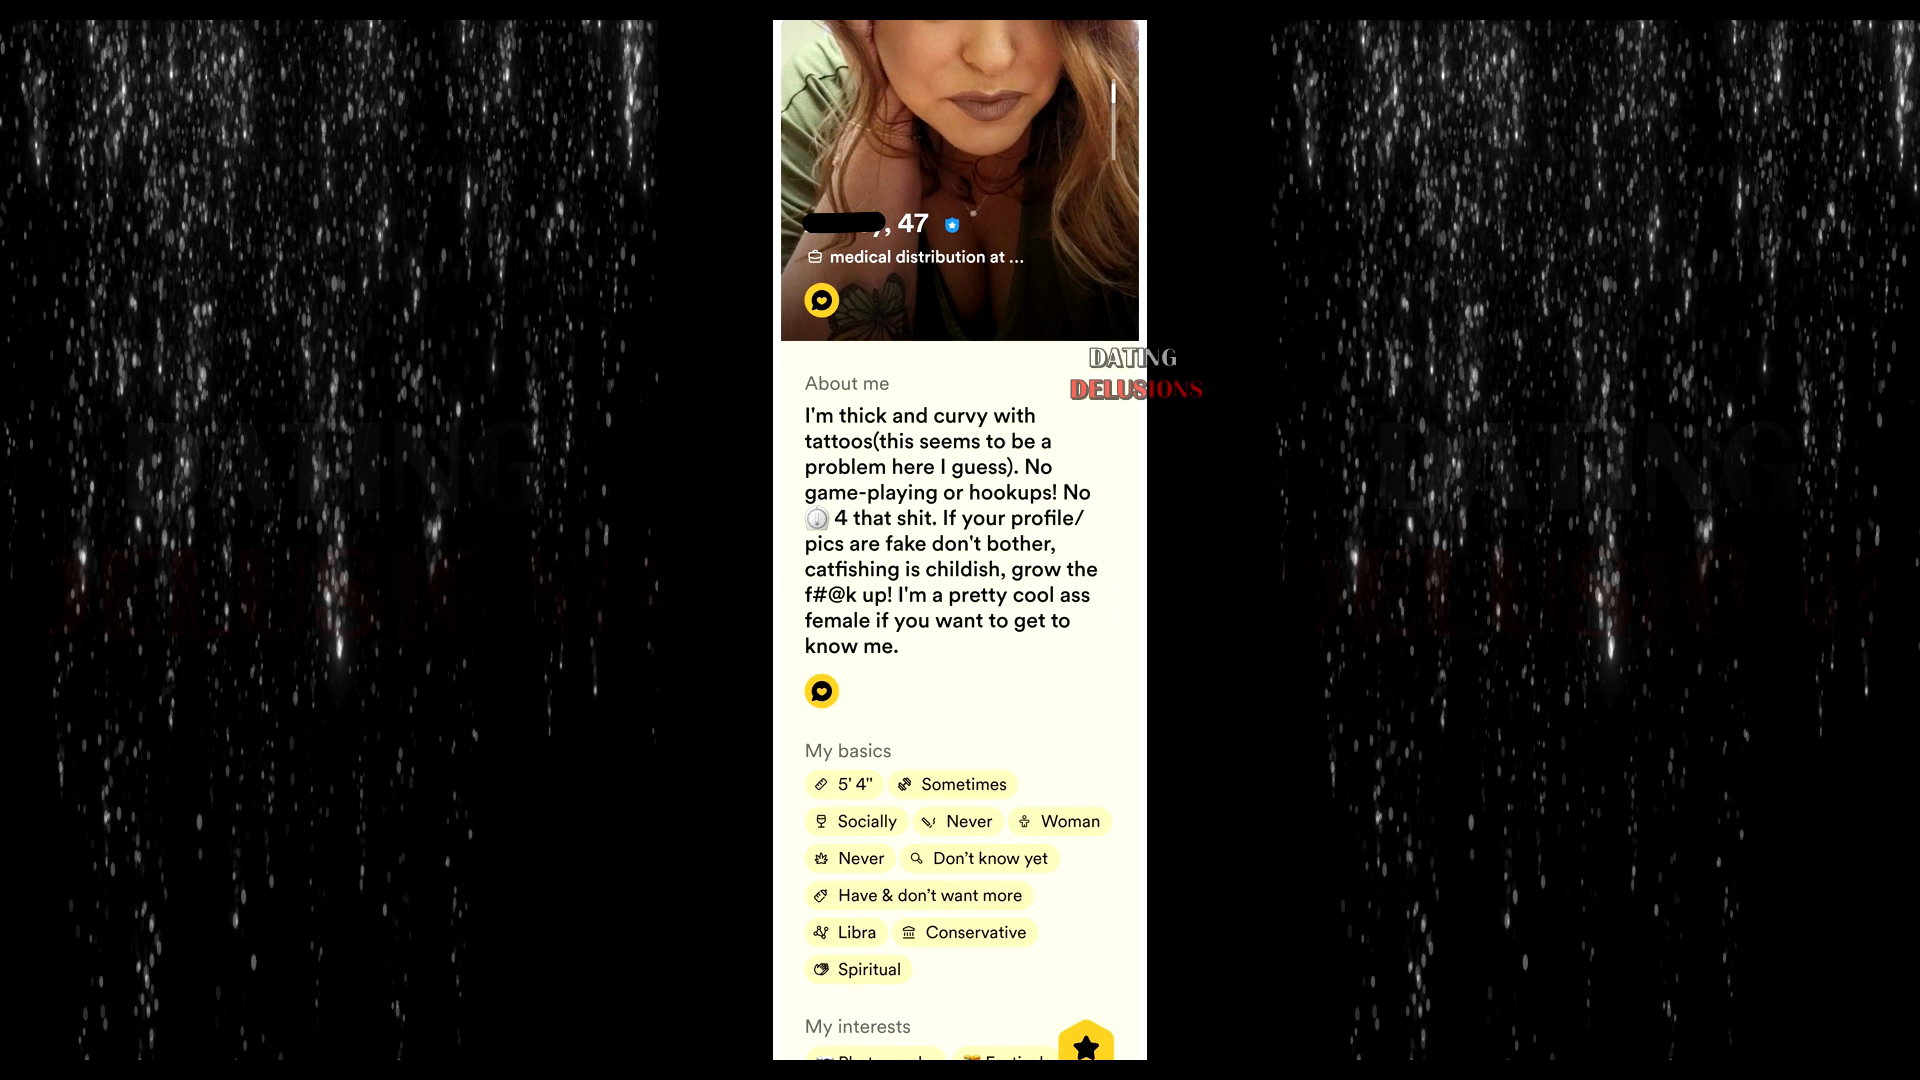 , 47
medical distribution at ...
DATING
DELUSIONS
About me
I'm thick and curvy with
tattoos(this seems to be a
problem here I guess). No
game-playing or hookups! No
4 that shit. If your profile/
pics are fake don't bother,
catfishing is childish, grow the
f#@k up! I'm a pretty cool ass
female if you want to get to
know me.
My basics
5' 4" Sometimes
Socially Never Woman
Never Don't know yet
Have & don't want more
Libra Conservative
Spiritual
My interests